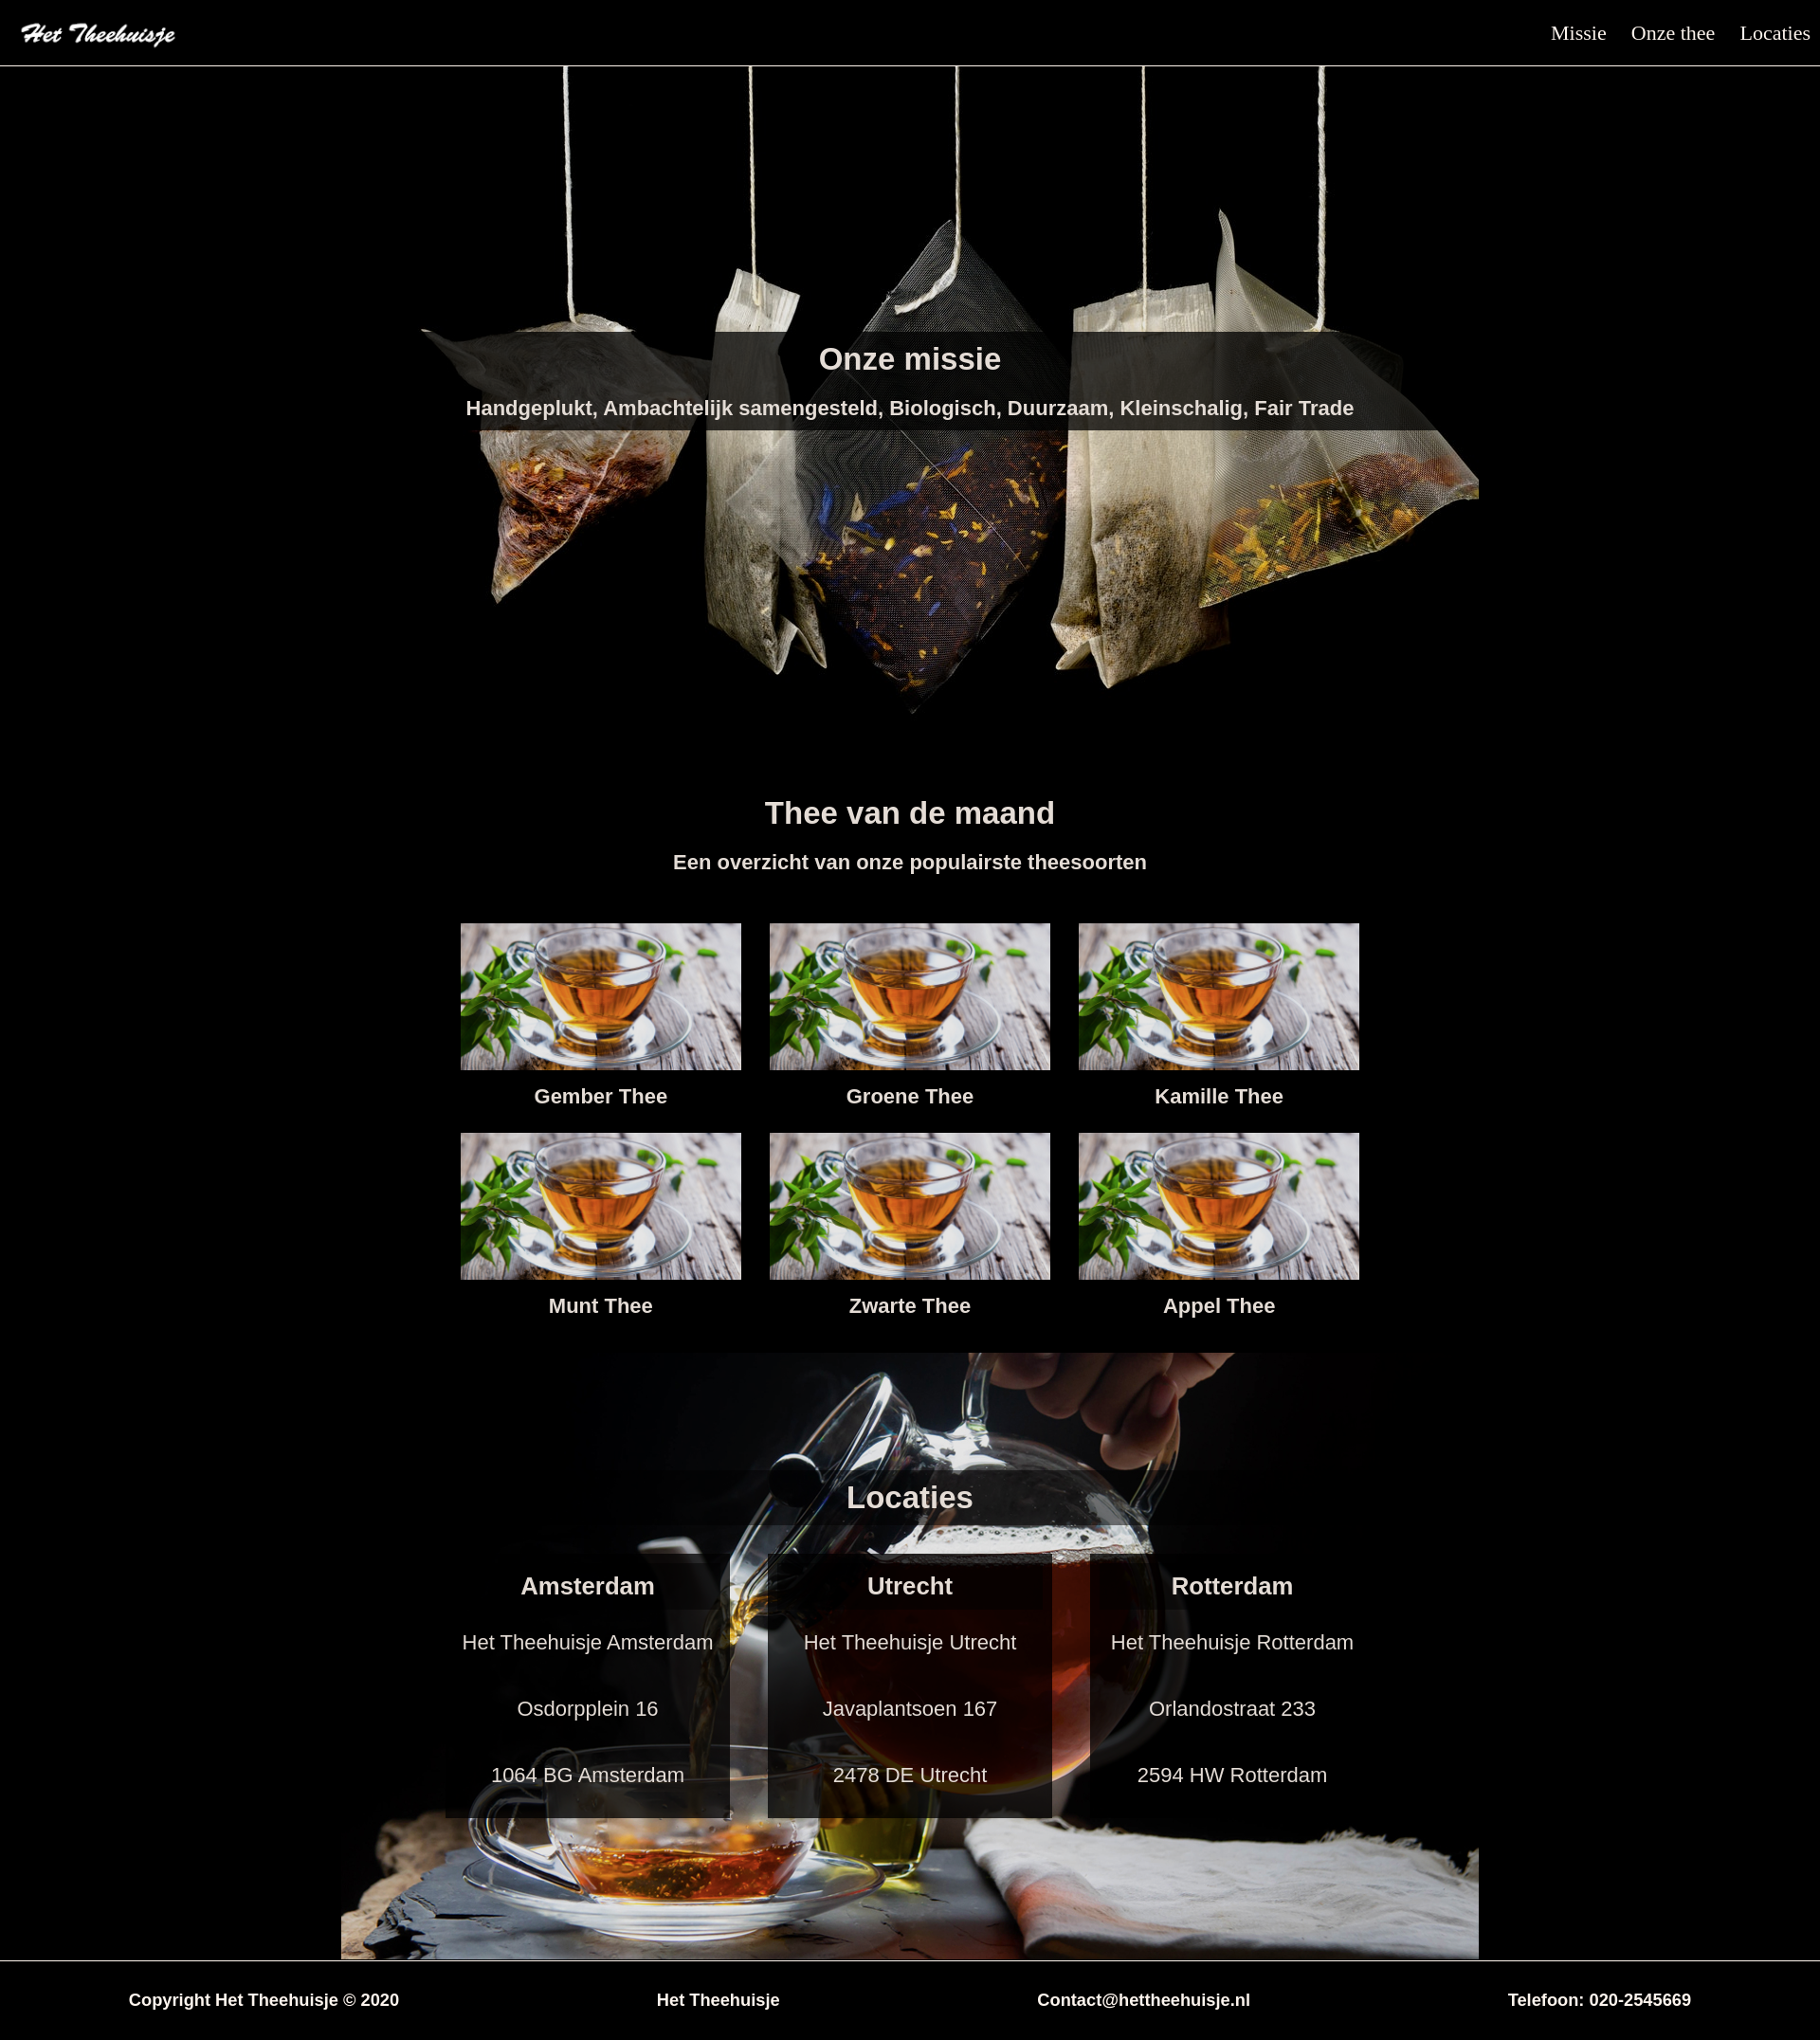 Het Theehuisje
Missie Onze thee Locaties
Onze missie
Handgeplukt, Ambachtelijk samengesteld, Biologisch, Duurzaam, Kleinschalig, Fair Trade
Thee van de maand
Een overzicht van onze populairste theesoorten
Gember Thee
Groene Thee
Kamille Thee
Munt Thee
Zwarte Thee
Appel Thee
Locaties
Amsterdam
Het Theehuisje Amsterdam
Osdorpplein 16
1064 BG Amsterdam
Utrecht
Het Theehuisje Utrecht
Javaplantsoen 167
2478 DE Utrecht
Rotterdam
Het Theehuisje Rotterdam
Orlandostraat 233
2594 HW Rotterdam
Copyright Het Theehuisje © 2020
Het Theehuisje
Contact@hettheehuisje.nl
Telefoon: 020-2545669